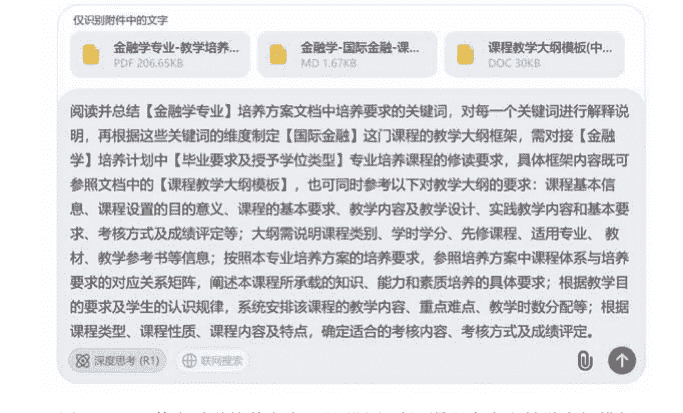 仅识别附件中的文字
金融学专业-教学培养...
PDF 206.65KB
金融学-国际金融-课...
MD 1.67KB
课程教学大纲模板(中...
DOC 30KB
阅读并总结【金融学专业】培养方案文档中培养要求的关键词，对每一个关键词进行解释说
明，再根据这些关键词的维度制定【国际金融】这门课程的教学大纲框架，需对接【金融
学】培养计划中【毕业要求及授予学位类型】专业培养课程的修读要求，具体框架内容既可
参照文档中的【课程教学大纲模板】，也可同时参考以下对教学大纲的要求：课程基本信
息、课程设置的目的意义、课程的基本要求、教学内容及教学设计、实践教学内容和基本要
求、考核方式及成绩评定等；大纲需说明课程类别、学时学分、先修课程、适用专业、 教
材、教学参考书等信息；按照本专业培养方案的培养要求，参照培养方案中课程体系与培养
要求的对应关系矩阵，阐述本课程所承载的知识、能力和素质培养的具体要求；根据教学目
的要求及学生的认识规律，系统安排该课程的教学内容、重点难点、教学时数分配等；根据
课程类型、课程性质、课程内容及特点，确定适合的考核内容、考核方式及成绩评定。
深度思考 (R1)
联网搜索